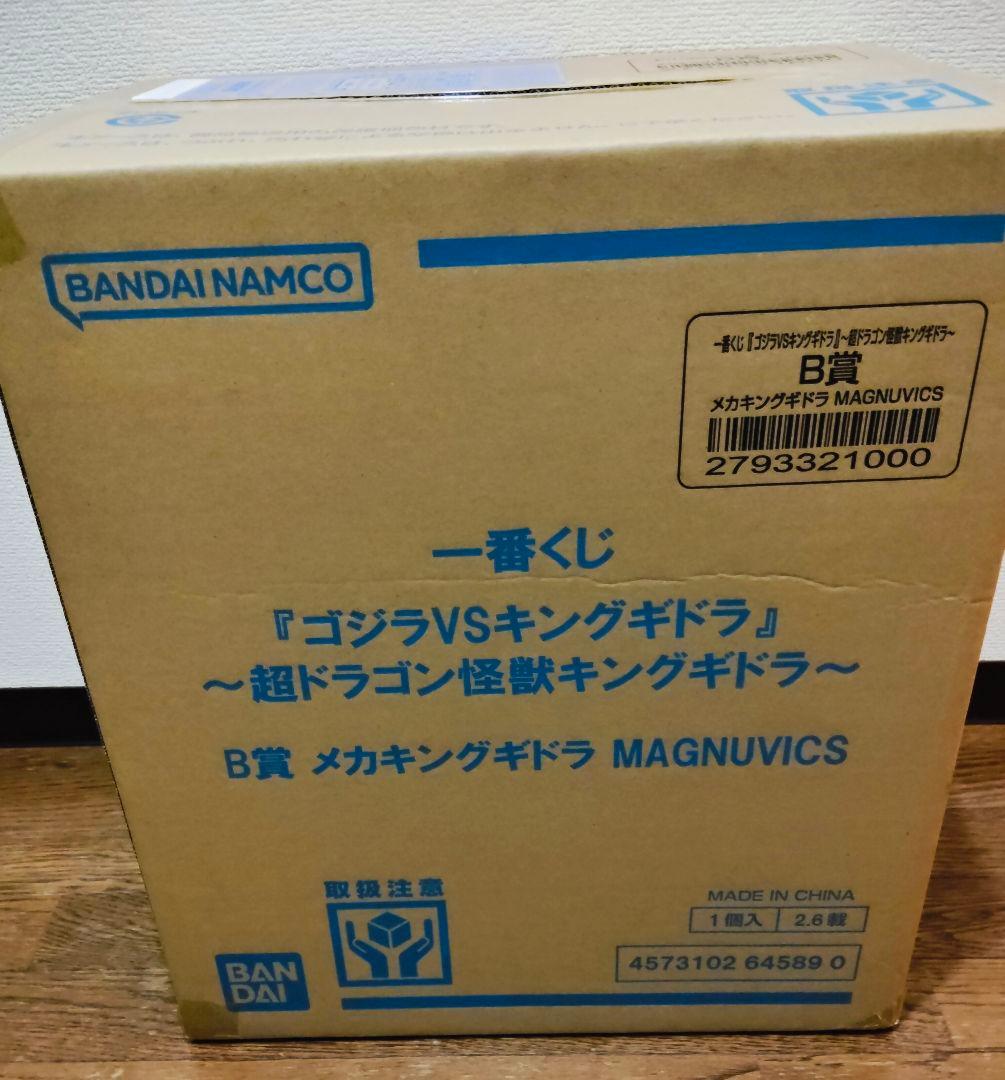 BANDAI NAMCO
一番くじ『ゴジラVSキングギドラ』~超ドラゴン怪獣キングギドラ~
B賞
メカキングギドラ MAGNUVICS
2793321000
一番くじ
『ゴジラVSキングギドラ』
~超ドラゴン怪獣キングギドラ~
B賞 メカキングギドラ MAGNUVICS
取扱注意
MADE IN CHINA
1個入 2.6載
4573102 64589 0
BAN
DAI